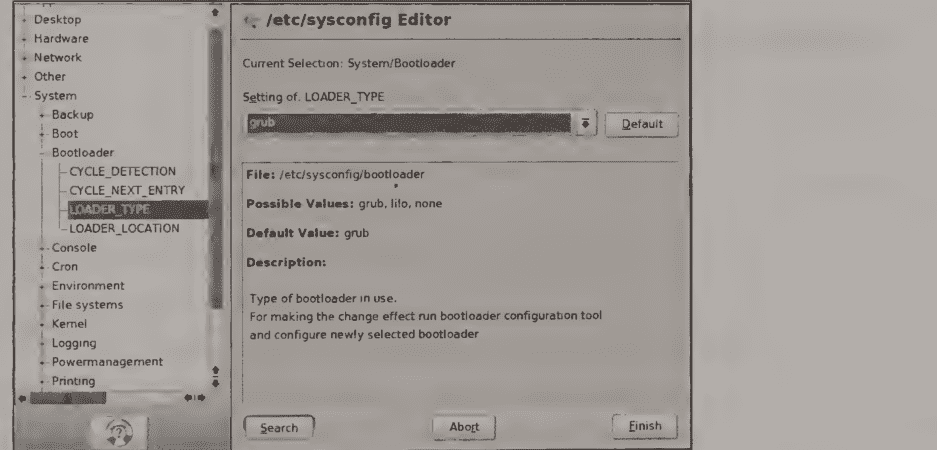 Desktop
Hardware
Network
Other
System
Backup
Boot
Bootloader
CYCLE_DETECTION
CYCLE_NEXT_ENTRY
LOADER_TYPE
LOADER_LOCATION
Console
Cron
Environment
File systems
Kernel
Logging
Powermanagement
Printing
/etc/sysconfig Editor
Current Selection: System/Bootloader
Setting of: LOADER_TYPE
grub
Default
File: /etc/sysconfig/bootloader
Possible Values: grub, lilo, none
Default Value: grub
Description:
Type of bootloader in use.
For making the change effect run bootloader configuration tool
and configure newly selected bootloader
Search
Abort
Finish